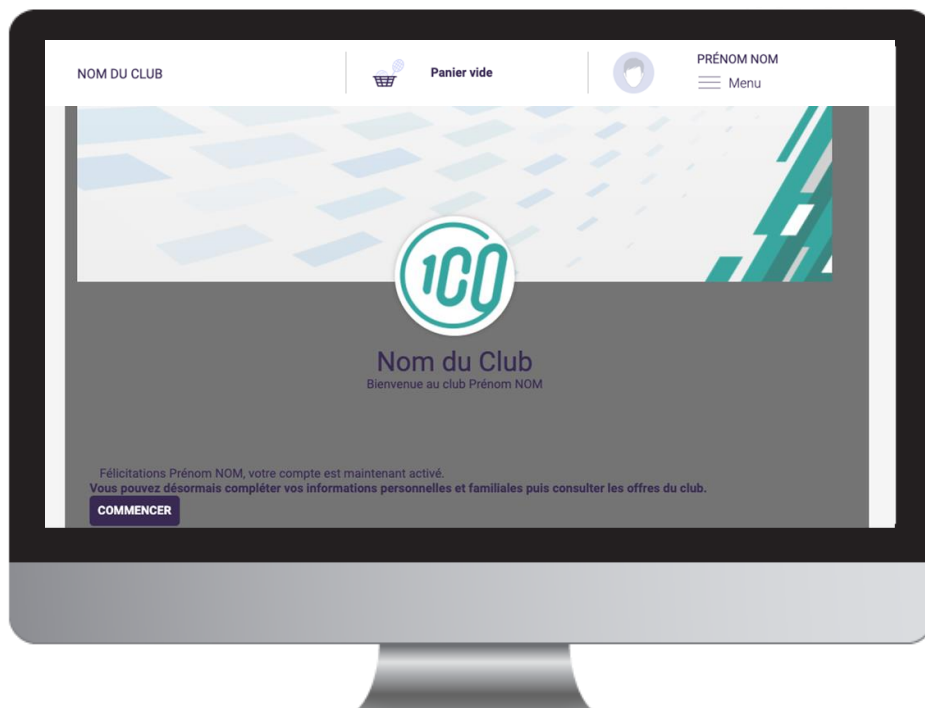 NOM DU CLUB
Panier vide
PRÉNOM NOM
Menu
100
Nom du Club
Bienvenue au club Prénom NOM
Félicitations Prénom NOM, votre compte est maintenant activé.
Vous pouvez désormais compléter vos informations personnelles et familiales puis consulter les offres du club.
COMMENCER